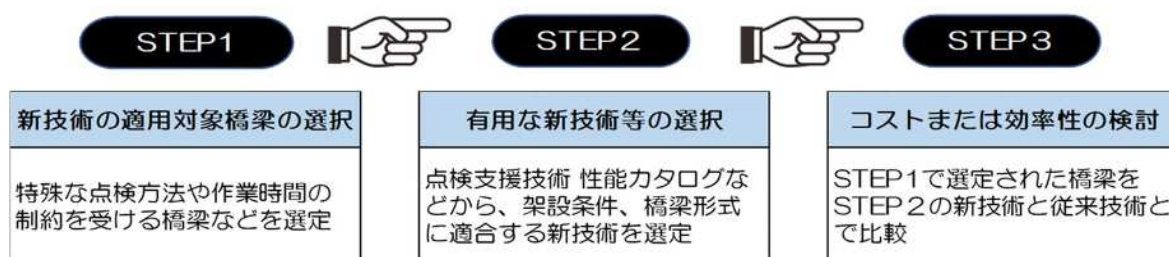 STEP1
STEP2
STEP3
新技術の適用対象橋梁の選択
特殊な点検方法や作業時間の
制約を受ける橋梁などを選定
有用な新技術等の選択
点検支援技術 性能カタログな
どから、架設条件、橋梁形式
に適合する新技術を選定
コストまたは効率性の検討
STEP1で選定された橋梁を
STEP2の新技術と従来技術と
で比較